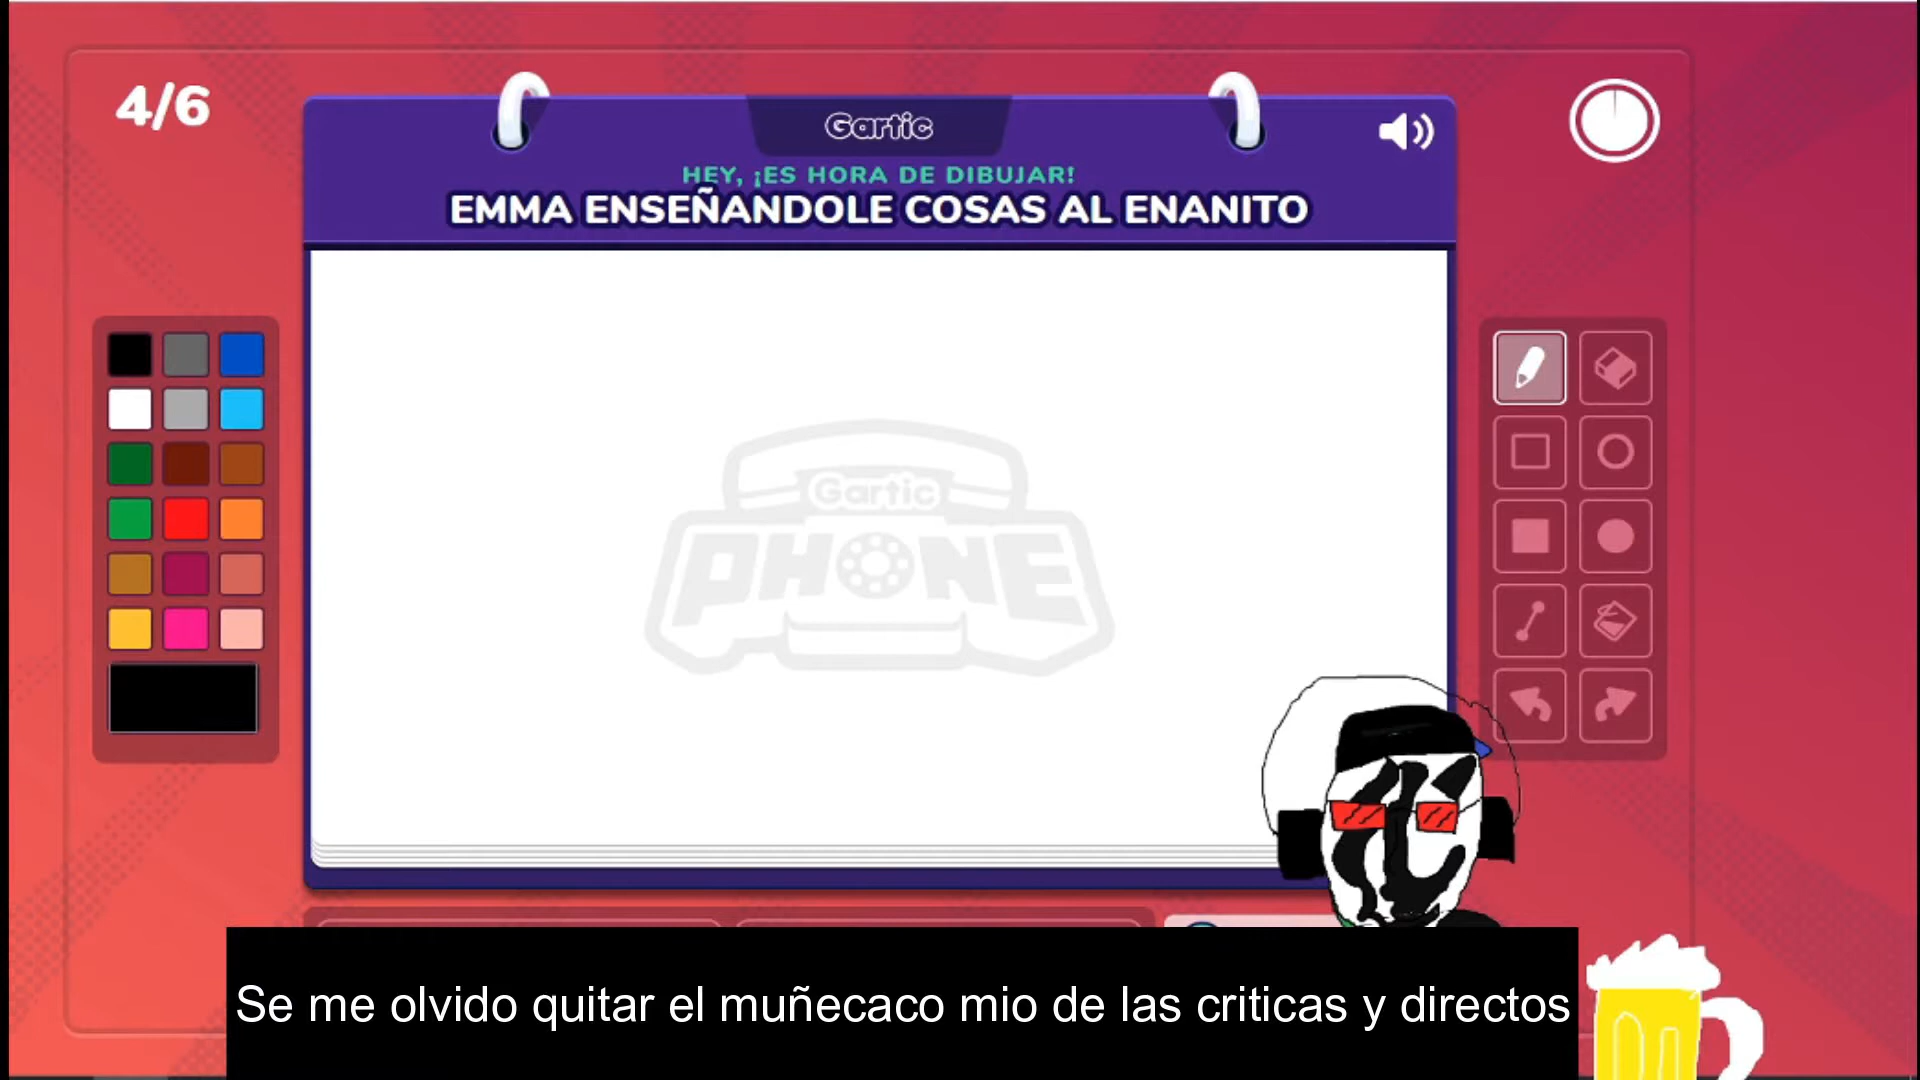 4/6
Gartic
HEY, ¡ES HORA DE DIBUJAR!
EMMA ENSEÑANDOLE COSAS AL ENANITO
Gartic
PHONE
Se me olvido quitar el muñecaco mio de las criticas y directos